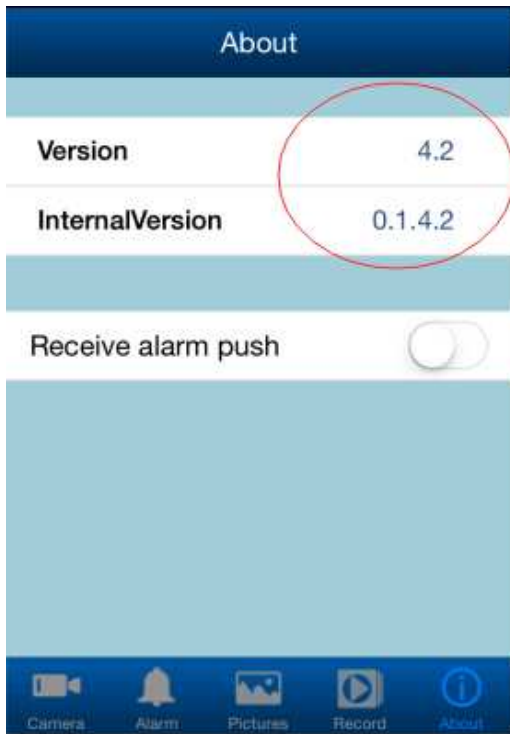 About
Version 4.2
InternalVersion 0.1.4.2
Receive alarm push
Camera Alarm Pictures Record About